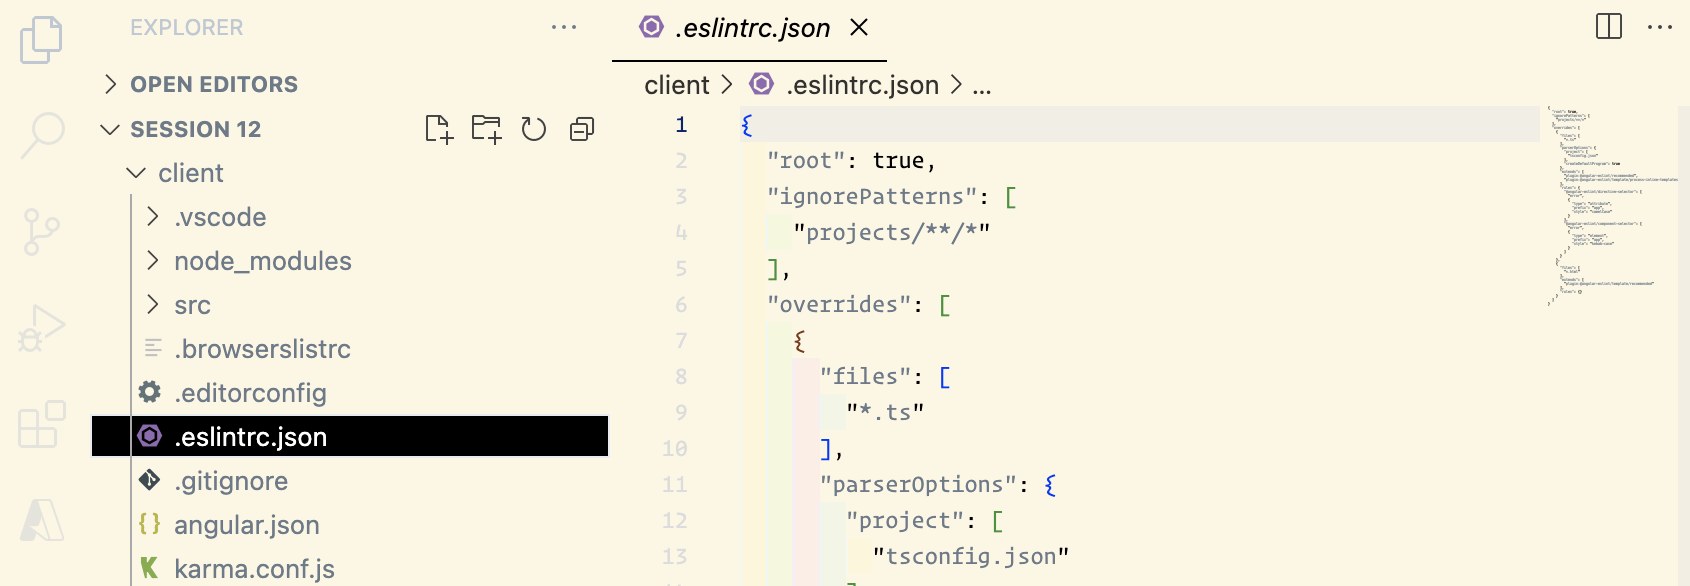 EXPLORER
OPEN EDITORS
SESSION 12
client
.vscode
node_modules
src
.browserslistrc
.editorconfig
.eslintrc.json
.gitignore
angular.json
karma.conf.js
.eslintrc.json
client > .eslintrc.json > ...
1 {
2 "root": true,
3 "ignorePatterns": [
4 "projects/**/*"
5 ],
6 "overrides": [
7 {
8 "files": [
9 "*.ts"
10 ],
11 "parserOptions": {
12 "project": [
13 "tsconfig.json"